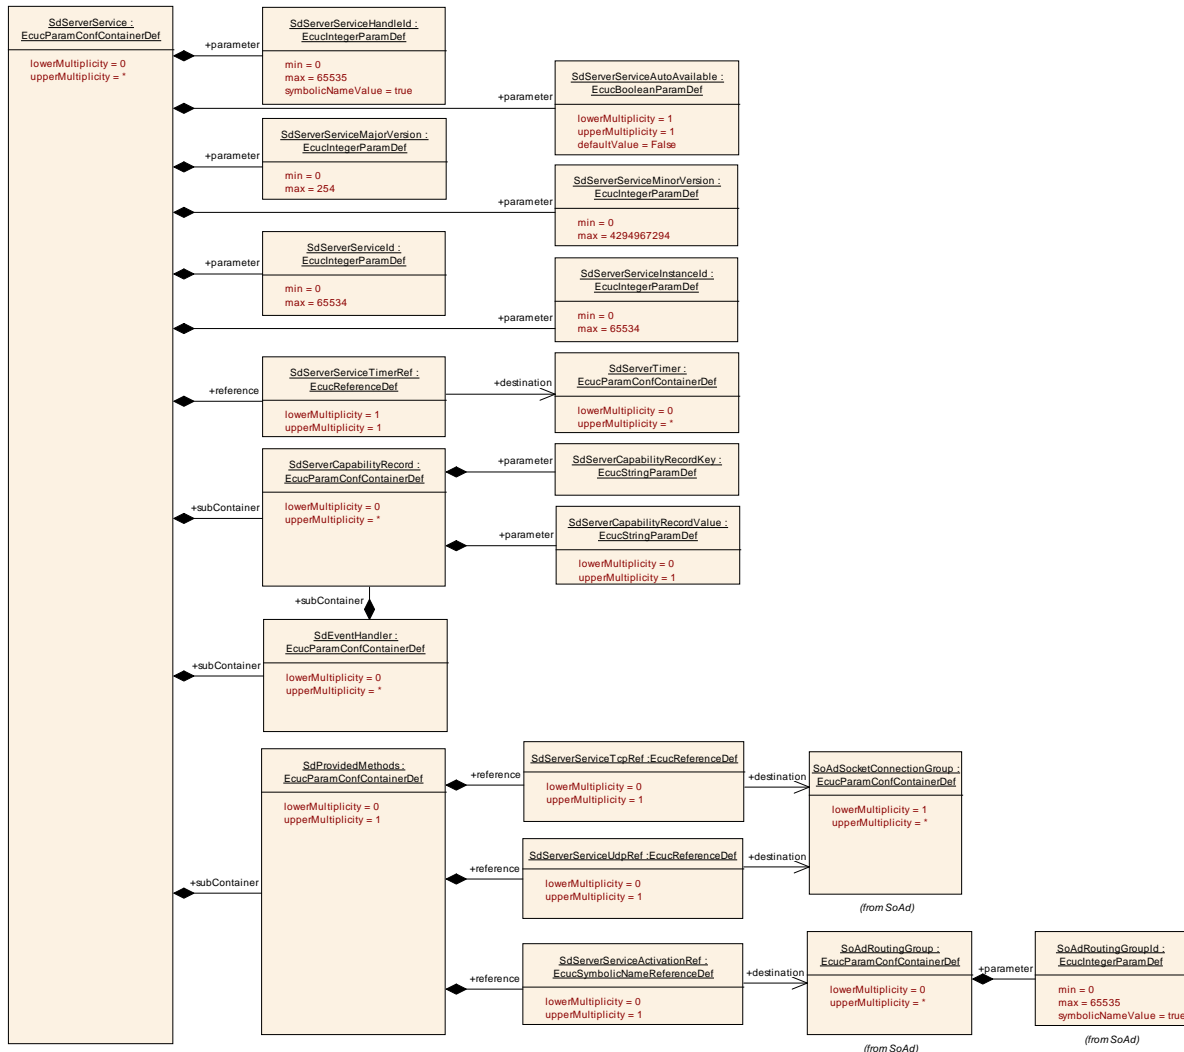 SdServerService :
EcucParamConfContainerDef
lowerMultiplicity = 0
upperMultiplicity = *
+parameter
SdServerServiceHandleId :
EcucIntegerParamDef
min = 0
max = 65535
symbolicNameValue = true
+parameter
SdServerServiceAutoAvailable :
EcucBooleanParamDef
lowerMultiplicity = 1
upperMultiplicity = 1
defaultValue = False
+parameter
SdServerServiceMajorVersion :
EcucIntegerParamDef
min = 0
max = 254
+parameter
SdServerServiceMinorVersion :
EcucIntegerParamDef
min = 0
max = 4294967294
+parameter
SdServerServiceId :
EcucIntegerParamDef
min = 0
max = 65534
+parameter
SdServerServiceInstanceId :
EcucIntegerParamDef
min = 0
max = 65534
+reference
SdServerServiceTimerRef :
EcucReferenceDef
lowerMultiplicity = 1
upperMultiplicity = 1
+destination
SdServerTimer :
EcucParamConfContainerDef
lowerMultiplicity = 0
upperMultiplicity = *
+subContainer
SdServerCapabilityRecord :
EcucParamConfContainerDef
lowerMultiplicity = 0
upperMultiplicity = *
+parameter
SdServerCapabilityRecordKey :
EcucStringParamDef
+parameter
SdServerCapabilityRecordValue :
EcucStringParamDef
lowerMultiplicity = 0
upperMultiplicity = 1
+subContainer
+subContainer
SdEventHandler :
EcucParamConfContainerDef
lowerMultiplicity = 0
upperMultiplicity = *
+subContainer
SdProvidedMethods :
EcucParamConfContainerDef
lowerMultiplicity = 0
upperMultiplicity = 1
+reference
SdServerServiceTcpRef :EcucReferenceDef
lowerMultiplicity = 0
upperMultiplicity = 1
+destination
SoAdSocketConnectionGroup :
EcucParamConfContainerDef
lowerMultiplicity = 1
upperMultiplicity = *
(from SoAd)
+reference
SdServerServiceUdpRef :EcucReferenceDef
lowerMultiplicity = 0
upperMultiplicity = 1
+destination
+reference
SdServerServiceActivationRef :
EcucSymbolicNameReferenceDef
lowerMultiplicity = 0
upperMultiplicity = 1
+destination
SoAdRoutingGroup :
EcucParamConfContainerDef
lowerMultiplicity = 0
upperMultiplicity = *
(from SoAd)
+parameter
SoAdRoutingGroupId :
EcucIntegerParamDef
min = 0
max = 65535
symbolicNameValue = true
(from SoAd)